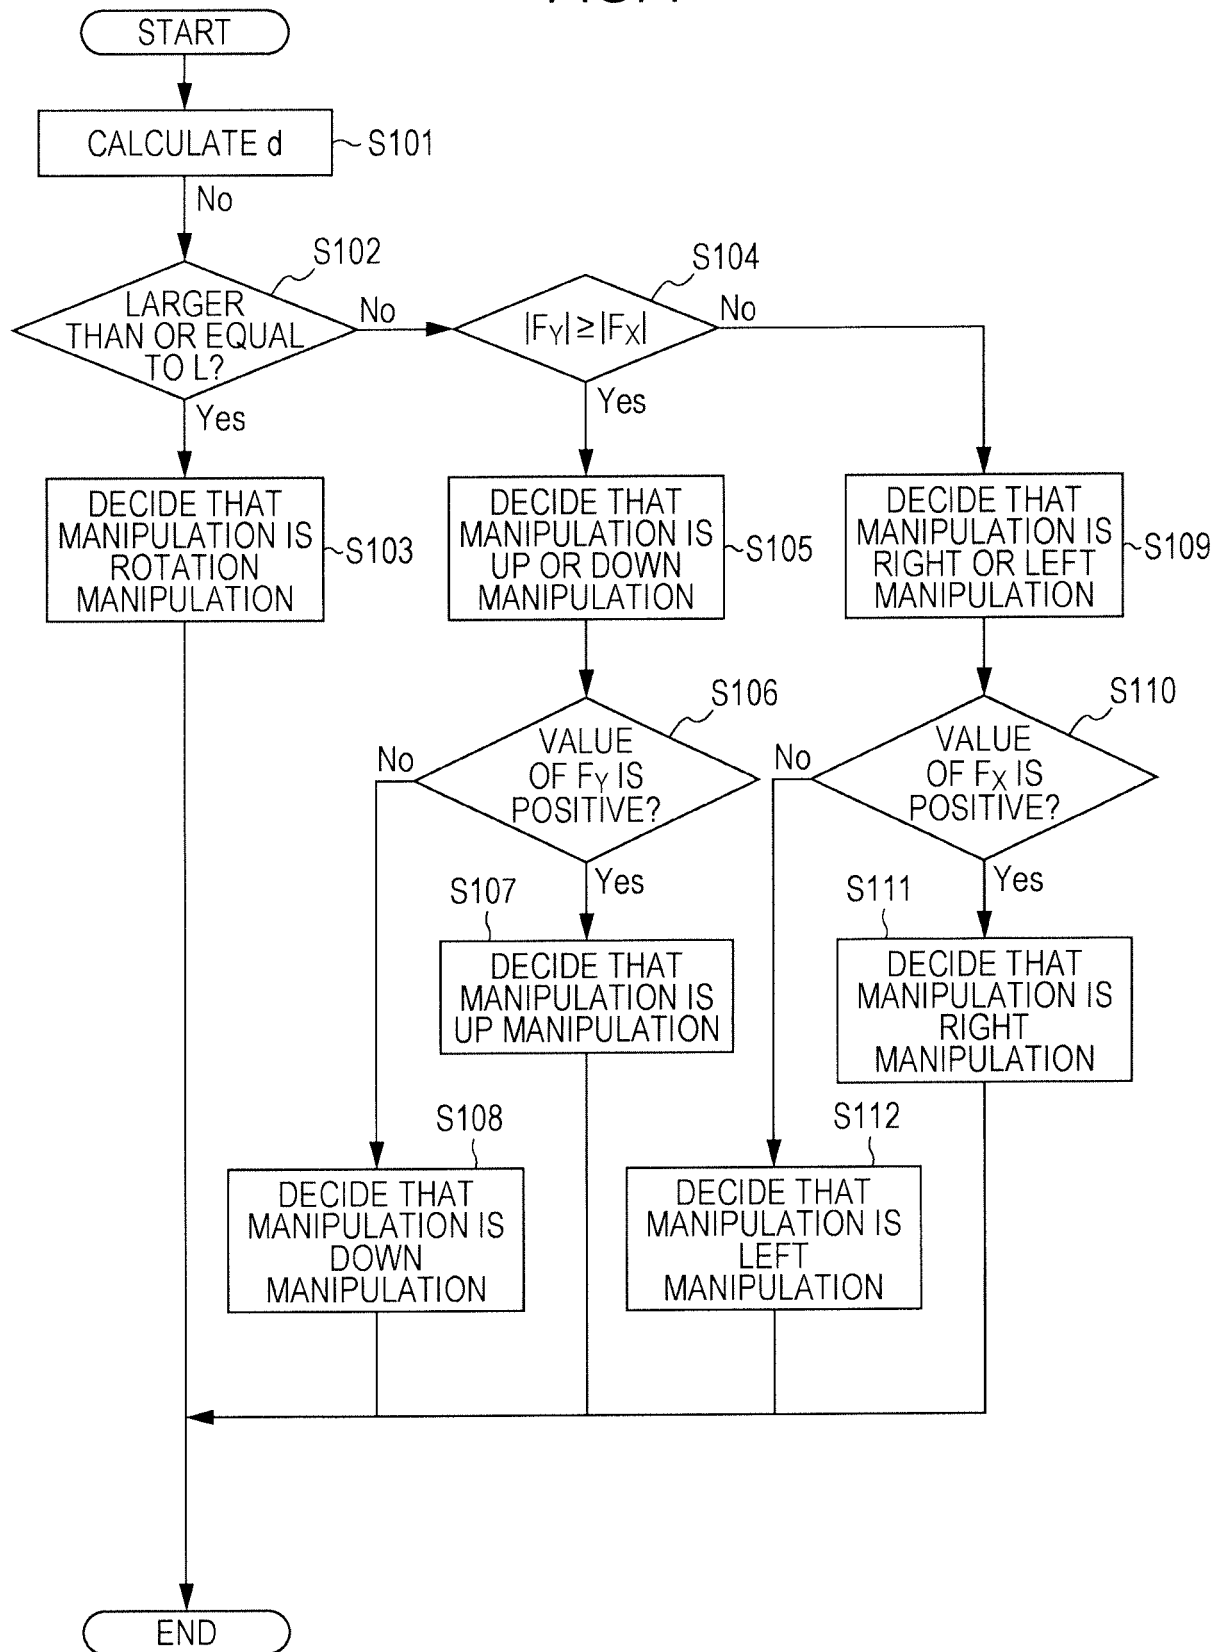 START
CALCULATE d
S101
No
S102
LARGER
THAN OR EQUAL
TO L?
No
Yes
S104
|FY| ≥ |FX|
No
Yes
DECIDE THAT
MANIPULATION IS
ROTATION
MANIPULATION
S103
DECIDE THAT
MANIPULATION IS
UP OR DOWN
MANIPULATION
S105
DECIDE THAT
MANIPULATION IS
RIGHT OR LEFT
MANIPULATION
S109
S106
VALUE
OF FY IS
POSITIVE?
No
Yes
S110
VALUE
OF FX IS
POSITIVE?
No
Yes
S107
DECIDE THAT
MANIPULATION IS
UP MANIPULATION
S111
DECIDE THAT
MANIPULATION IS
RIGHT
MANIPULATION
S108
DECIDE THAT
MANIPULATION IS
DOWN
MANIPULATION
S112
DECIDE THAT
MANIPULATION IS
LEFT
MANIPULATION
END